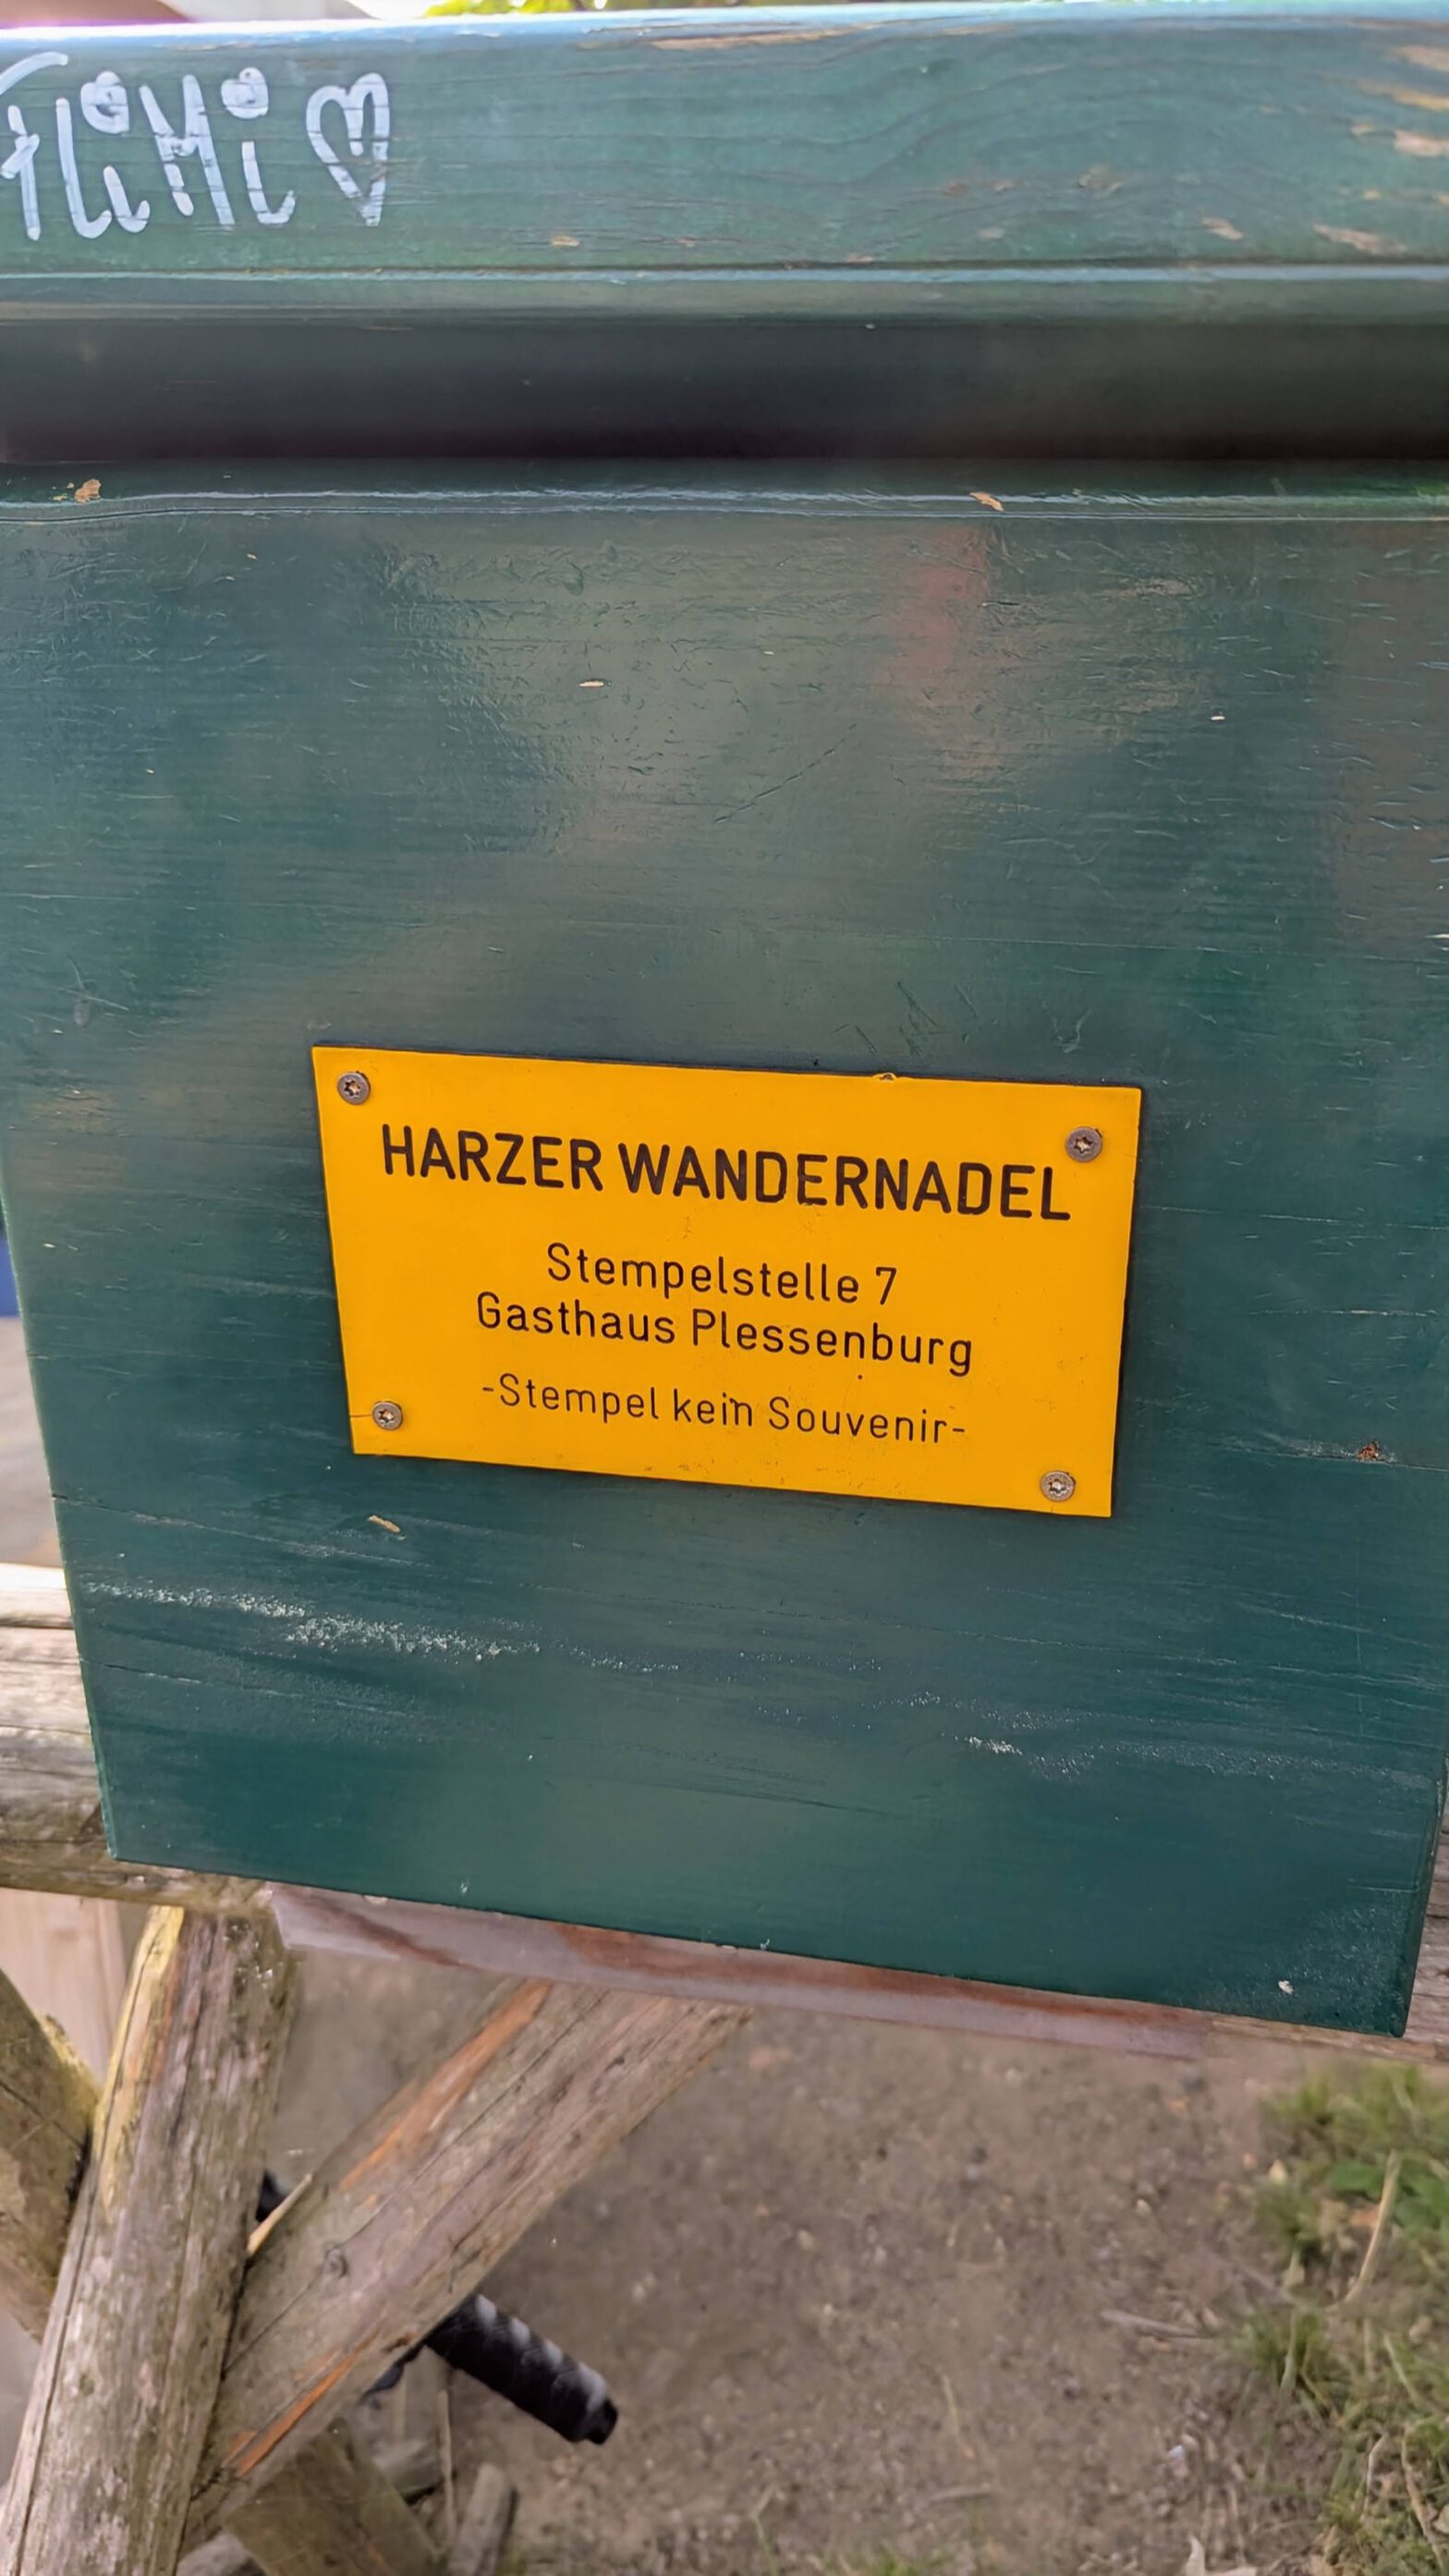 HARZER WANDERNADEL
Stempelstelle 7
Gasthaus Plessenburg
-Stempel kein Souvenir-